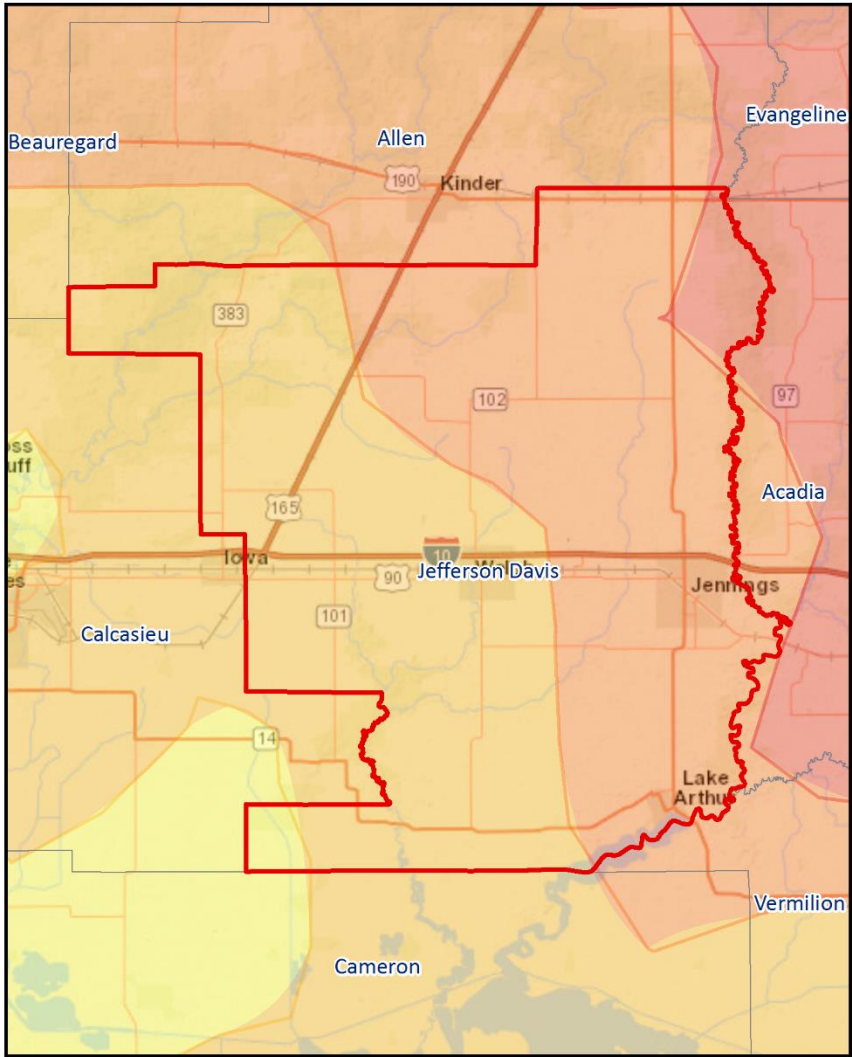 Evangeline
Beauregard
Allen
190
Kinder
383
102
97
Acadia
165
Iowa
10
90
Jefferson Davis
Jennings
101
Calcasieu
14
Lake
Arthur
Vermilion
Cameron